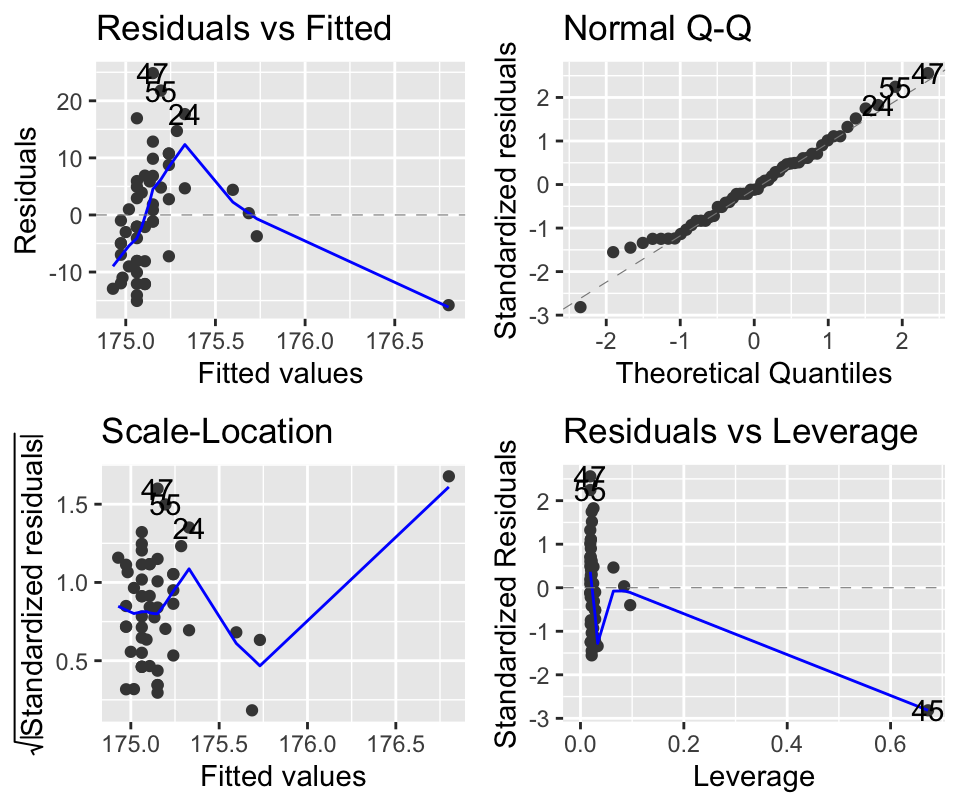 Residuals vs Fitted
Residuals
20
10
0
-10
47
55
24
175.0 175.5 176.0 176.5
Fitted values
Normal Q-Q
Standardized residuals
2
1
0
-1
-2
-3
47
55
24
-2 -1 0 1 2
Theoretical Quantiles
Scale-Location
√|Standardized residuals|
1.5
1.0
0.5
47
55
24
175.0 175.5 176.0 176.5
Fitted values
Residuals vs Leverage
Standardized Residuals
2
1
0
-1
-2
-3
47
55
45
0.0 0.2 0.4 0.6
Leverage